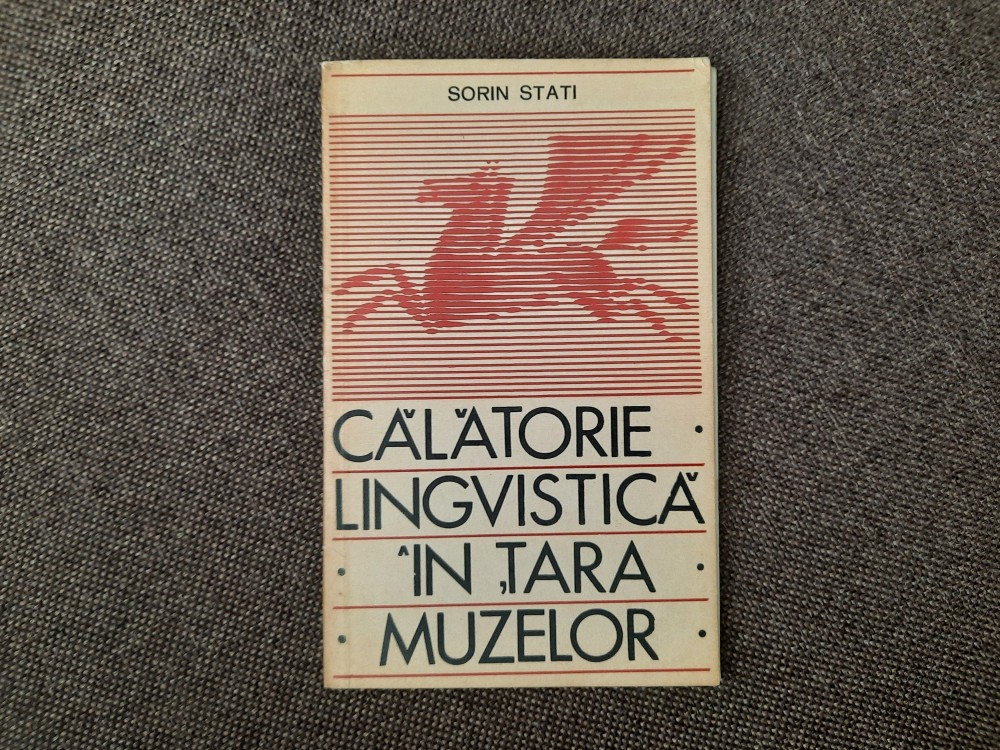 SORIN STATI
CĂLĂTORIE ·
LINGVISTICĂ
· ÎN ȚARA ·
· MUZELOR ·